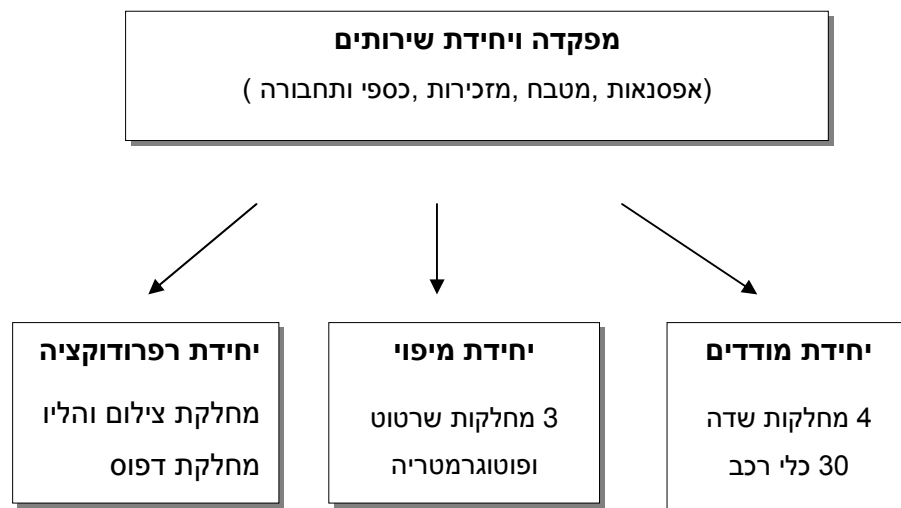 מפקדה ויחידת שירותים
(אפסנאות ,מטבח ,מזכירות ,כספי ותחבורה )
יחידת מודדים
4 מחלקות שדה
30 כלי רכב
יחידת מיפוי
3 מחלקות שרטוט
ופוטוגרמטריה
יחידת רפרודוקציה
מחלקת צילום והליו
מחלקת דפוס